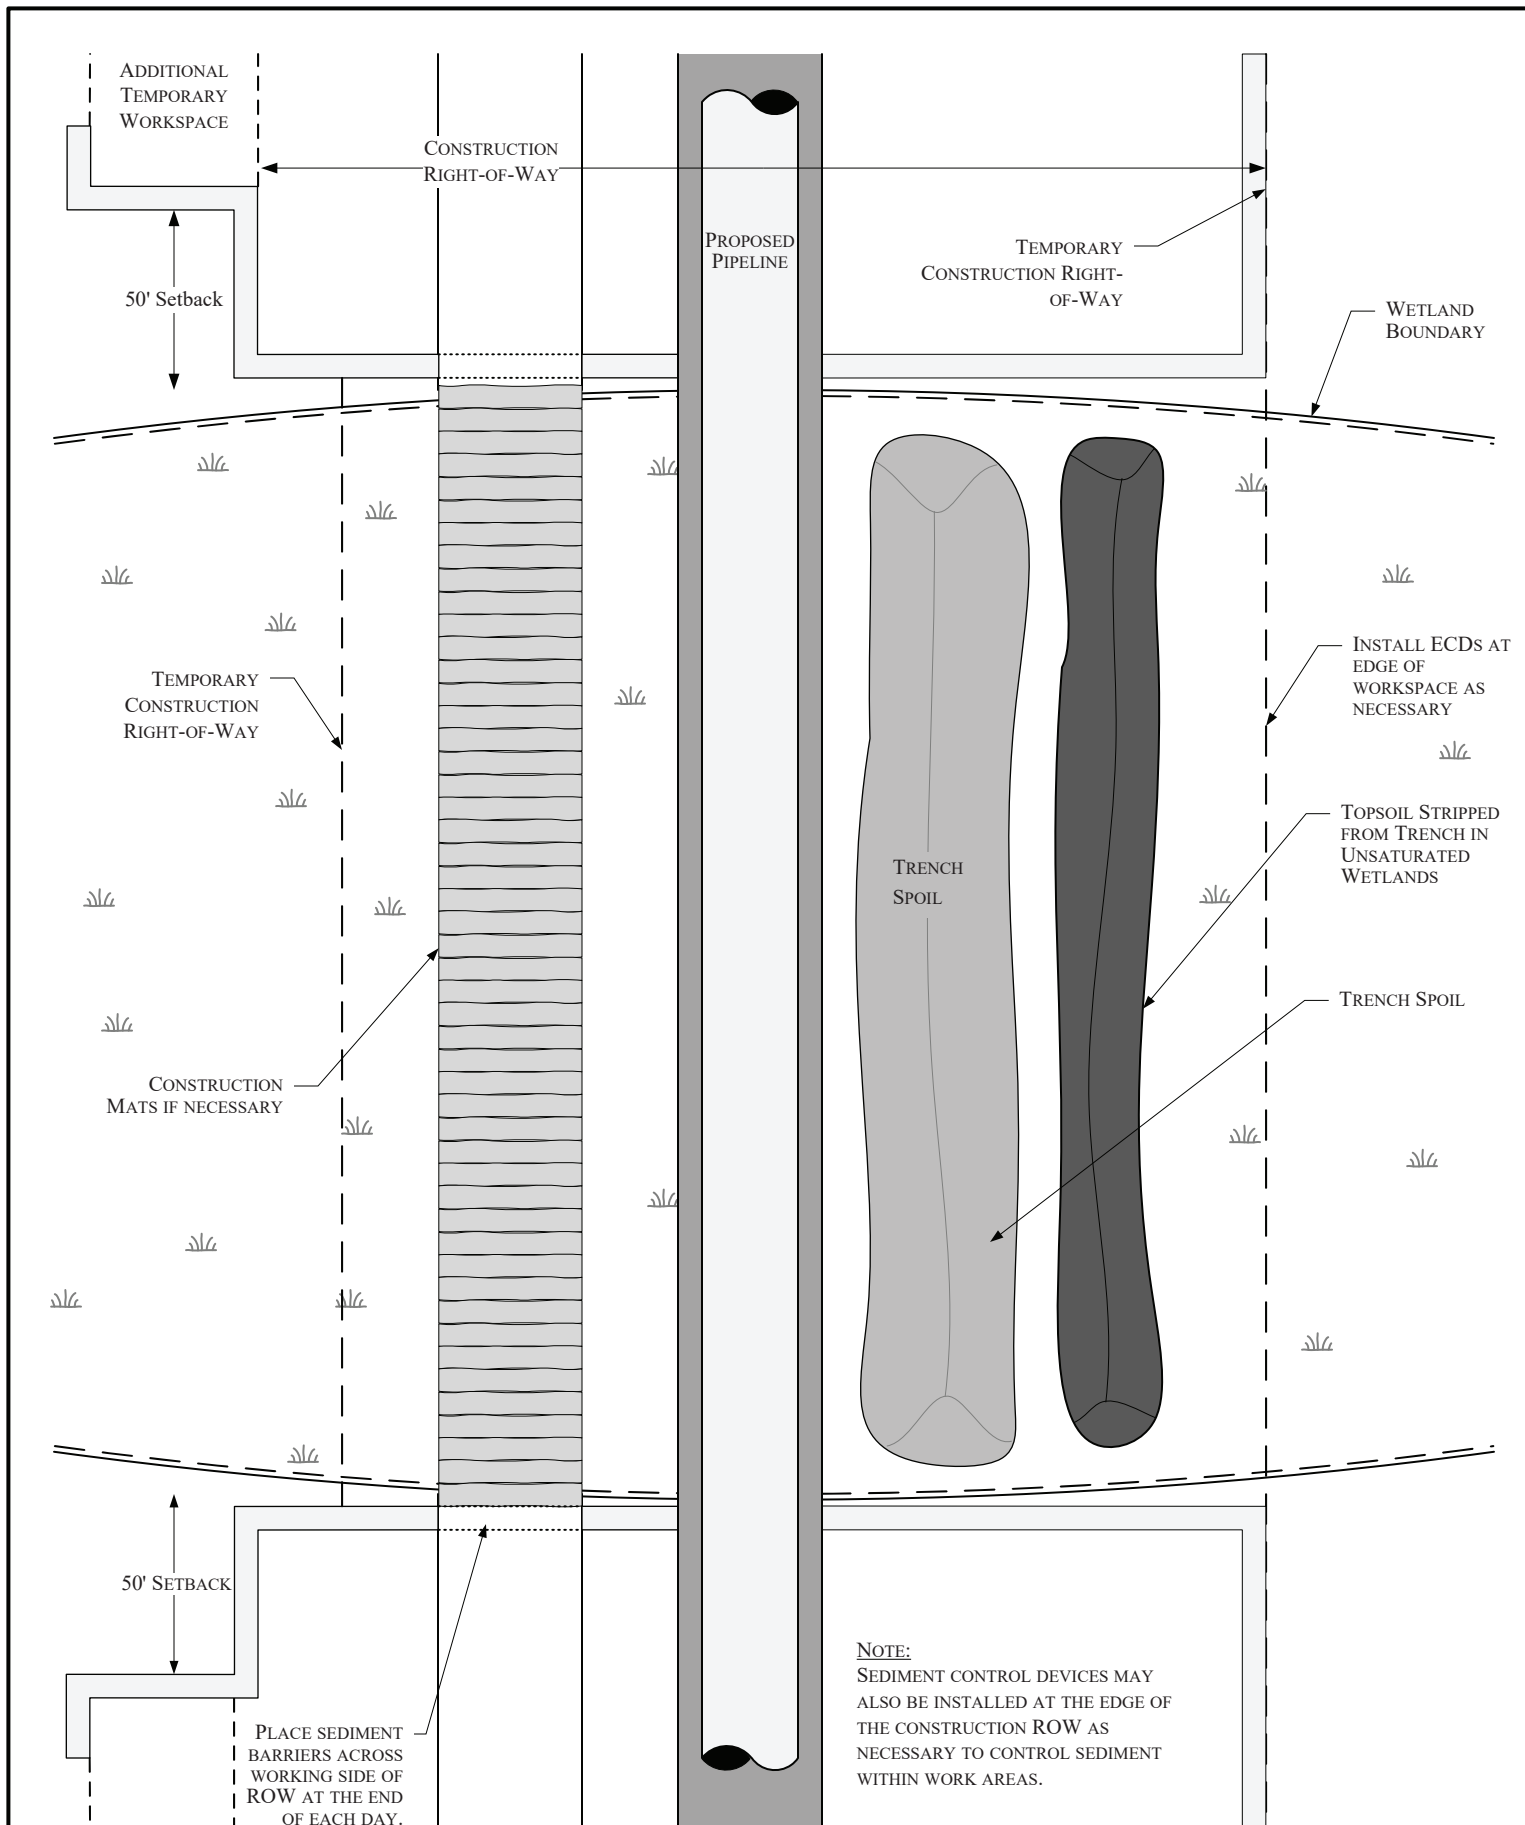 ADDITIONAL
TEMPORARY
WORKSPACE
CONSTRUCTION
RIGHT-OF-WAY
PROPOSED
PIPELINE
TEMPORARY
CONSTRUCTION RIGHT-
OF-WAY
50' Setback
WETLAND
BOUNDARY
INSTALL ECDS AT
EDGE OF
WORKSPACE AS
NECESSARY
TEMPORARY
CONSTRUCTION
RIGHT-OF-WAY
TOPSOIL STRIPPED
FROM TRENCH IN
UNSATURATED
WETLANDS
TRENCH
SPOIL
TRENCH SPOIL
CONSTRUCTION
MATS IF NECESSARY
50' SETBACK
NOTE:
SEDIMENT CONTROL DEVICES MAY
ALSO BE INSTALLED AT THE EDGE OF
THE CONSTRUCTION ROW AS
NECESSARY TO CONTROL SEDIMENT
WITHIN WORK AREAS.
PLACE SEDIMENT
BARRIERS ACROSS
WORKING SIDE OF
ROW AT THE END
OF EACH DAY.